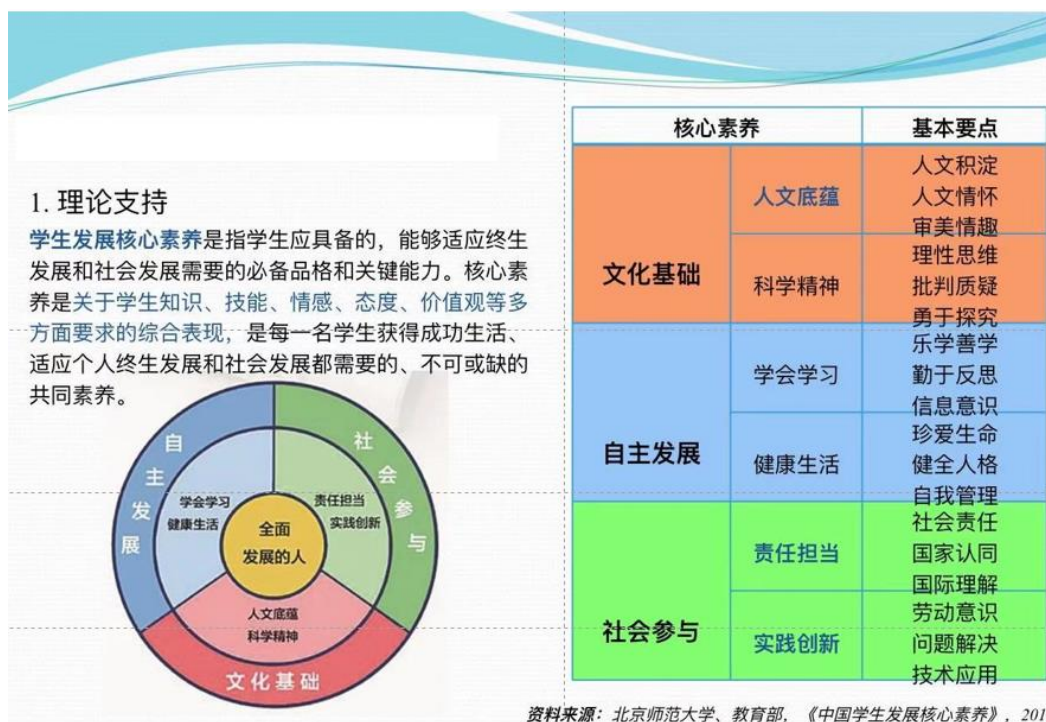 1. 理论支持
学生发展核心素养是指学生应具备的，能够适应终生
发展和社会发展需要的必备品格和关键能力。核心素
养是关于学生知识、技能、情感、态度、价值观等多
方面要求的综合表现，是每一名学生获得成功生活、
适应个人终生发展和社会发展都需要的、不可或缺的
共同素养。
自主发展
社会参与
学会学习
健康生活
责任担当
实践创新
全面
发展的人
人文底蕴
科学精神
文化基础
核心素养 基本要点
文化基础
人文底蕴
人文积淀
人文情怀
审美情趣
科学精神
理性思维
批判质疑
勇于探究
自主发展
学会学习
乐学善学
勤于反思
信息意识
健康生活
珍爱生命
健全人格
自我管理
社会参与
责任担当
社会责任
国家认同
国际理解
实践创新
劳动意识
问题解决
技术应用
资料来源：北京师范大学、教育部，《中国学生发展核心素养》，201